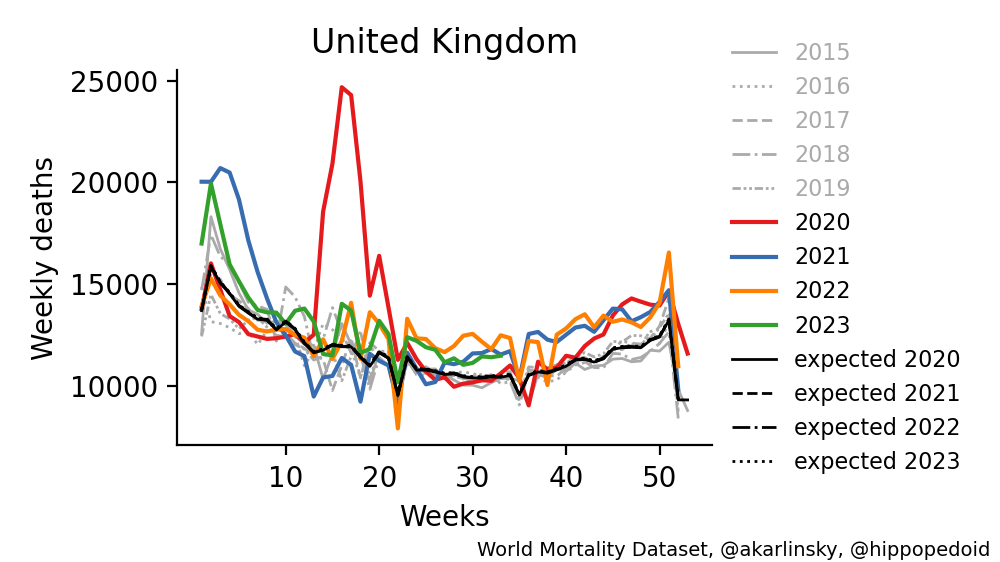 United Kingdom
25000
20000
15000
10000
Weekly deaths
10
20
30
40
50
Weeks
2015
2016
2017
2018
2019
2020
2021
2022
2023
expected 2020
expected 2021
expected 2022
expected 2023
World Mortality Dataset, @akarlinsky, @hippopedoid